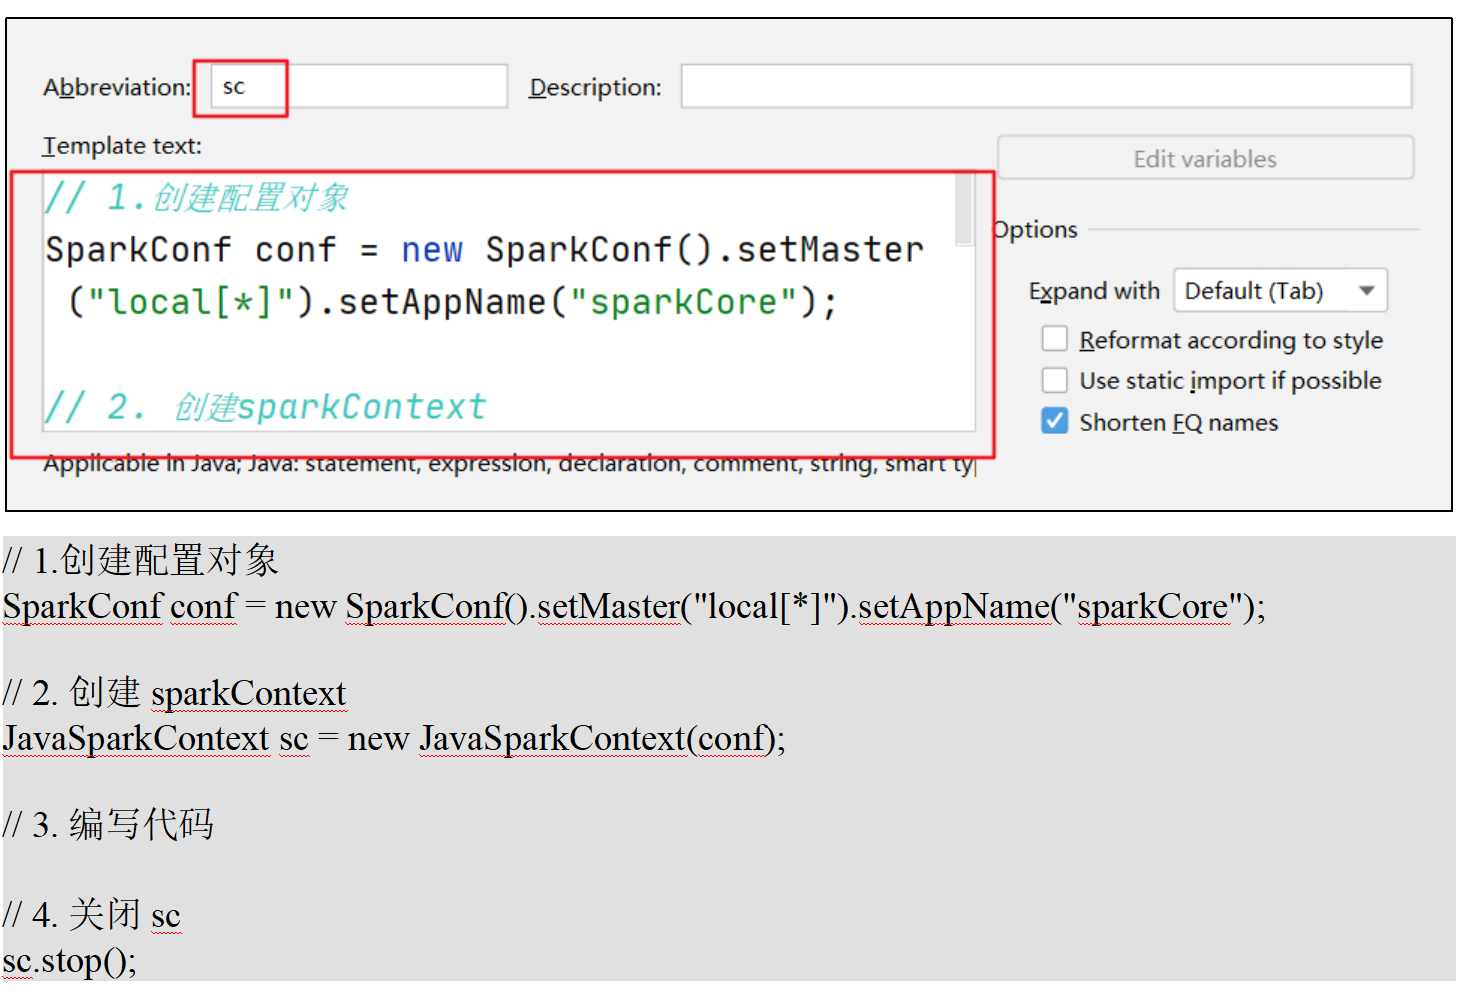 Abbreviation: sc Description:
Template text:
Edit variables
// 1.创建配置对象
SparkConf conf = new SparkConf().setMaster
("local[*]").setAppName("sparkCore");
// 2. 创建sparkContext
Options
Expand with Default (Tab)
Reformat according to style
Use static import if possible
Shorten FQ names
Applicable in Java; Java: statement, expression, declaration, comment, string, smart ty
// 1.创建配置对象
SparkConf conf = new SparkConf().setMaster("local[*]").setAppName("sparkCore");
// 2. 创建 sparkContext
JavaSparkContext sc = new JavaSparkContext(conf);
// 3. 编写代码
// 4. 关闭 sc
sc.stop();